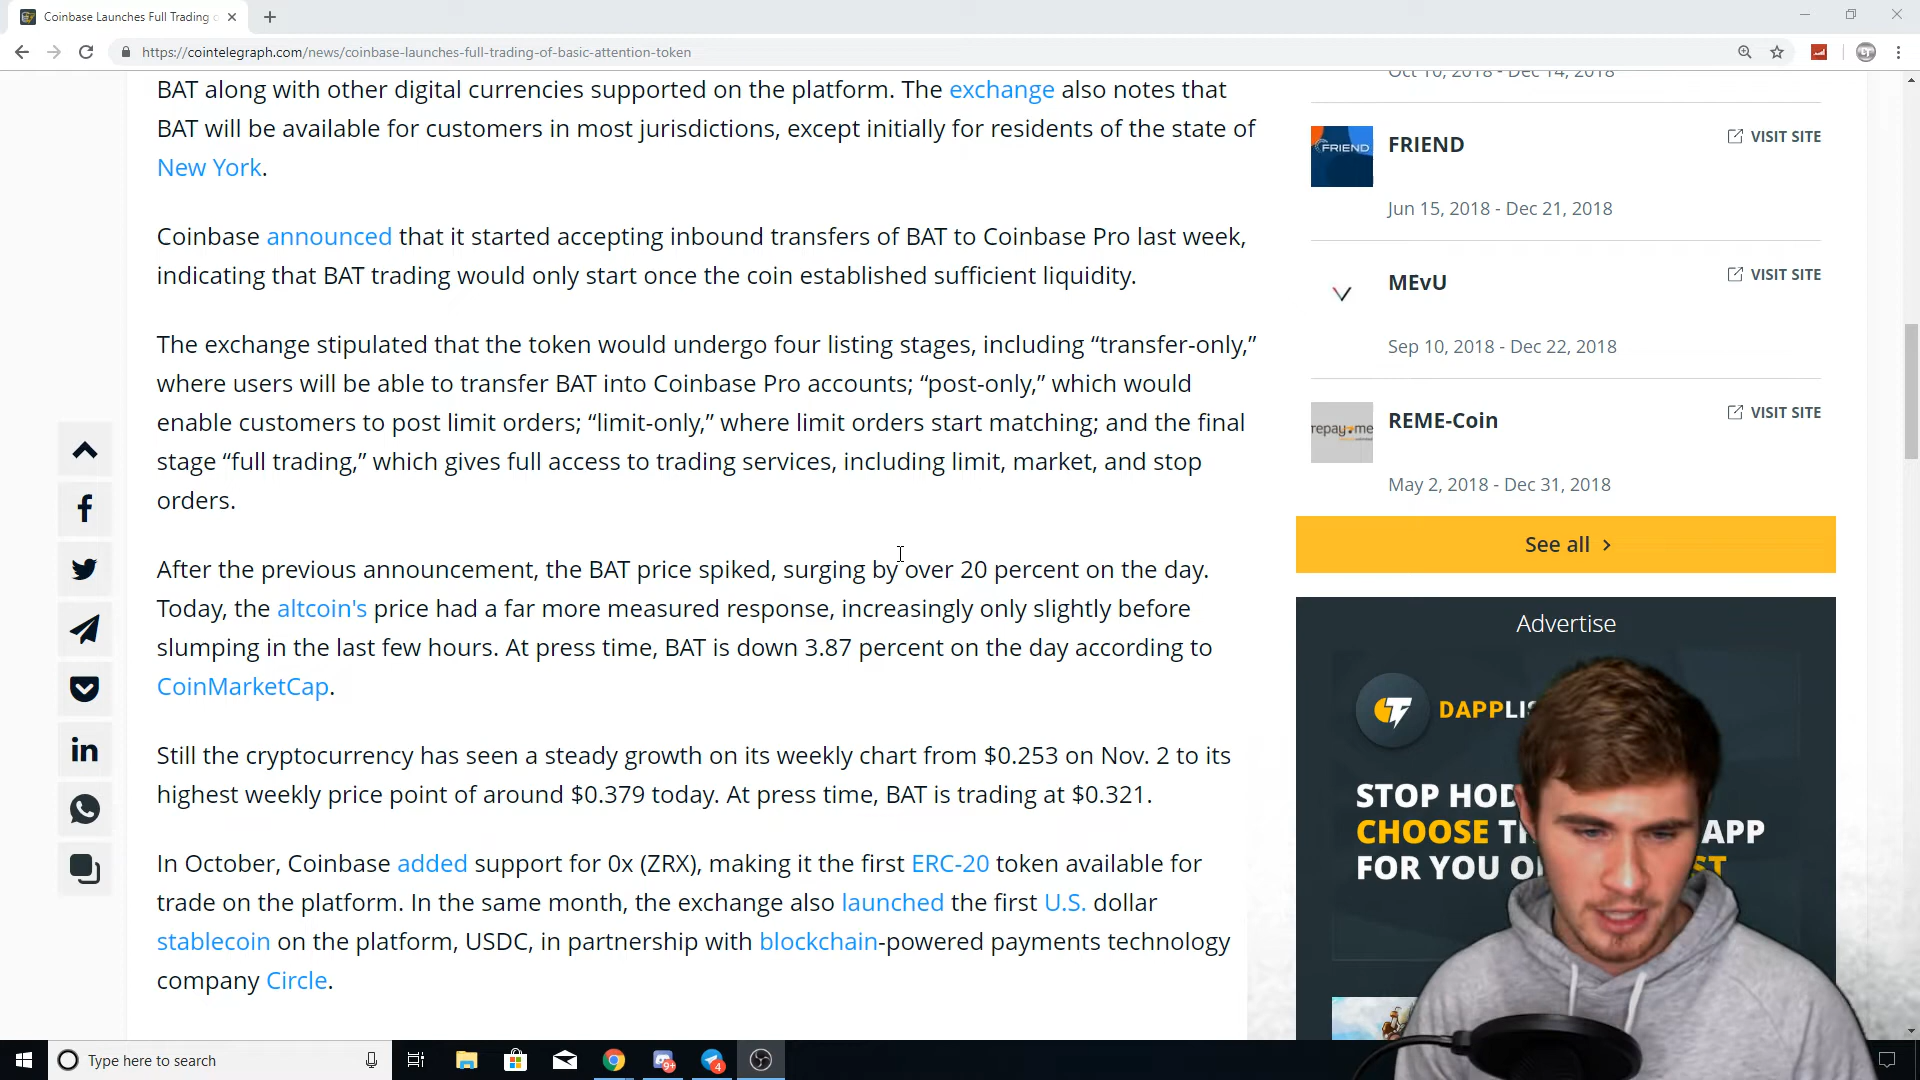 Coinbase Launches Full Trading o
https://cointelegraph.com/news/coinbase-launches-full-trading-of-basic-attention-token
BAT along with other digital currencies supported on the platform. The exchange also notes that
BAT will be available for customers in most jurisdictions, except initially for residents of the state of
New York.
Coinbase announced that it started accepting inbound transfers of BAT to Coinbase Pro last week,
indicating that BAT trading would only start once the coin established sufficient liquidity.
The exchange stipulated that the token would undergo four listing stages, including “transfer-only,”
where users will be able to transfer BAT into Coinbase Pro accounts; “post-only,” which would
enable customers to post limit orders; “limit-only,” where limit orders start matching; and the final
stage “full trading,” which gives full access to trading services, including limit, market, and stop
orders.
After the previous announcement, the BAT price spiked, surging by over 20 percent on the day.
Today, the altcoin's price had a far more measured response, increasingly only slightly before
slumping in the last few hours. At press time, BAT is down 3.87 percent on the day according to
CoinMarketCap.
Still the cryptocurrency has seen a steady growth on its weekly chart from $0.253 on Nov. 2 to its
highest weekly price point of around $0.379 today. At press time, BAT is trading at $0.321.
In October, Coinbase added support for 0x (ZRX), making it the first ERC-20 token available for
trade on the platform. In the same month, the exchange also launched the first U.S. dollar
stablecoin on the platform, USDC, in partnership with blockchain-powered payments technology
company Circle.
Oct 10, 2018 - Dec 14, 2018
FRIEND
FRIEND
VISIT SITE
Jun 15, 2018 - Dec 21, 2018
MEvU
VISIT SITE
Sep 10, 2018 - Dec 22, 2018
repay me
REME-Coin
VISIT SITE
May 2, 2018 - Dec 31, 2018
See all
Advertise
DAPPLIS
STOP HOD
CHOOSE T APP
FOR YOU O ST
Type here to search
9+
4